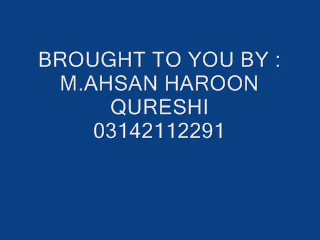 BROUGHT TO YOU BY :
M.AHSAN HAROON
QURESHI
03142112291